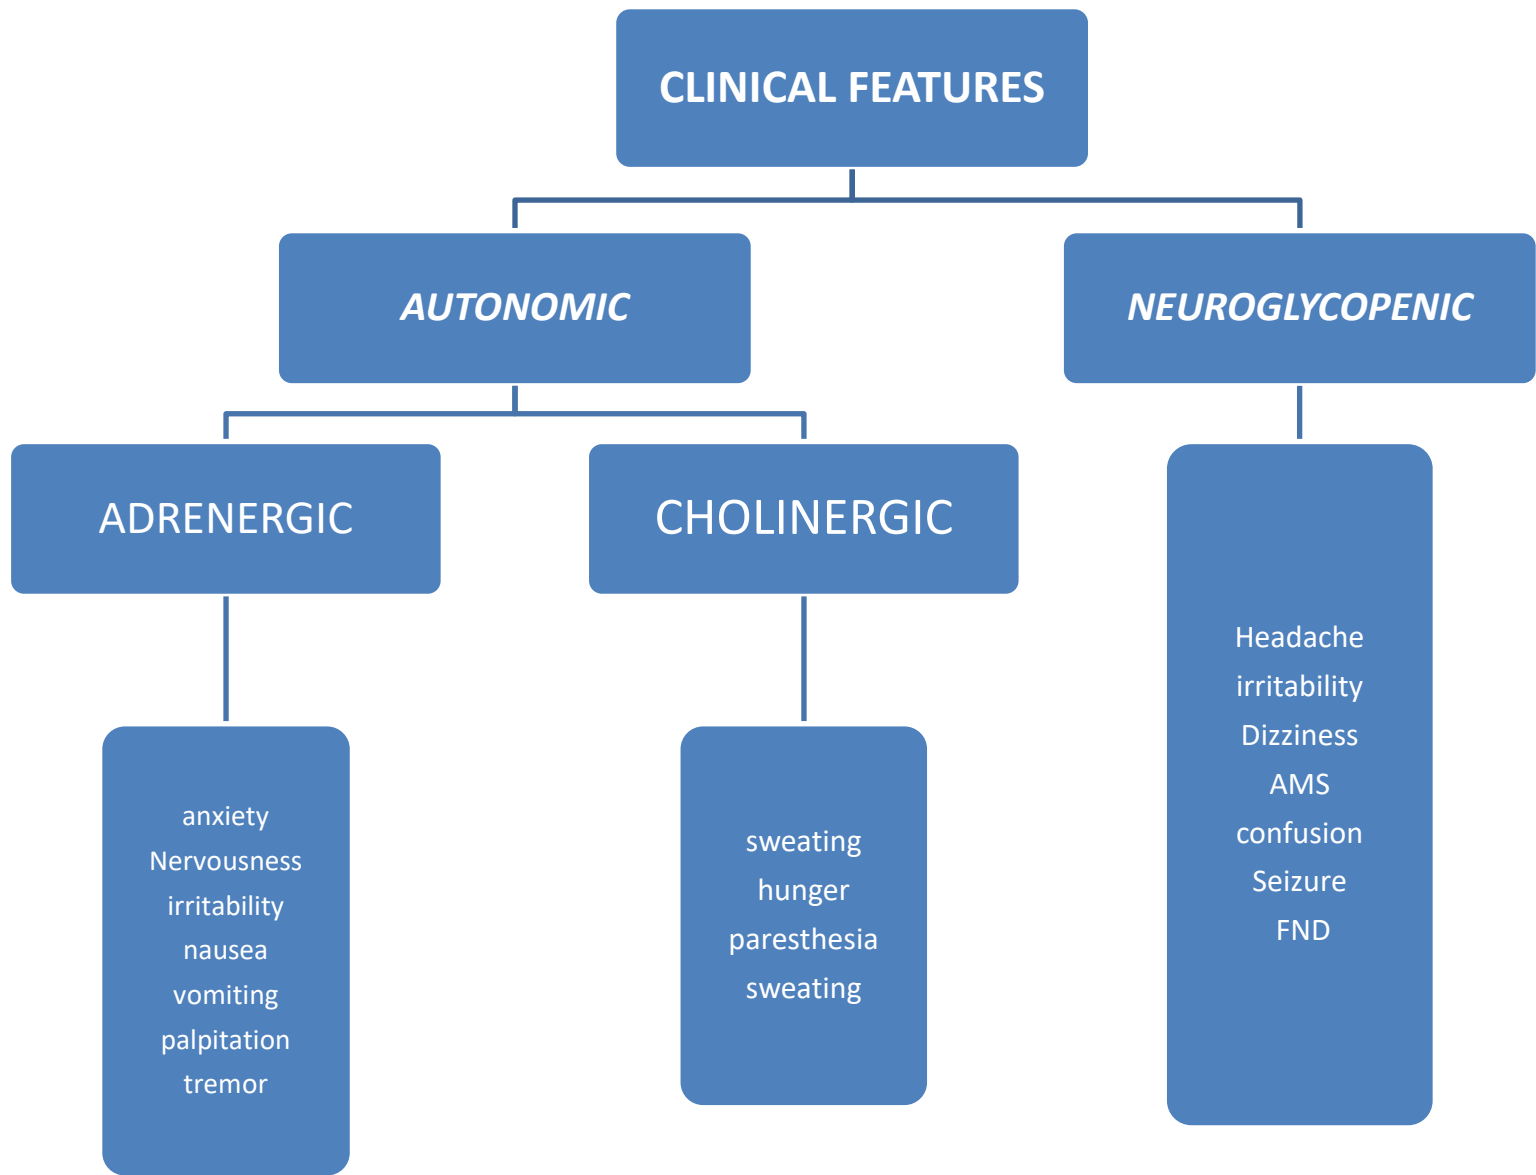 CLINICAL FEATURES
AUTONOMIC
NEUROGLYCOPENIC
ADRENERGIC
CHOLINERGIC
anxiety
Nervousness
irritability
nausea
vomiting
palpitation
tremor
sweating
hunger
paresthesia
sweating
Headache
irritability
Dizziness
AMS
confusion
Seizure
FND